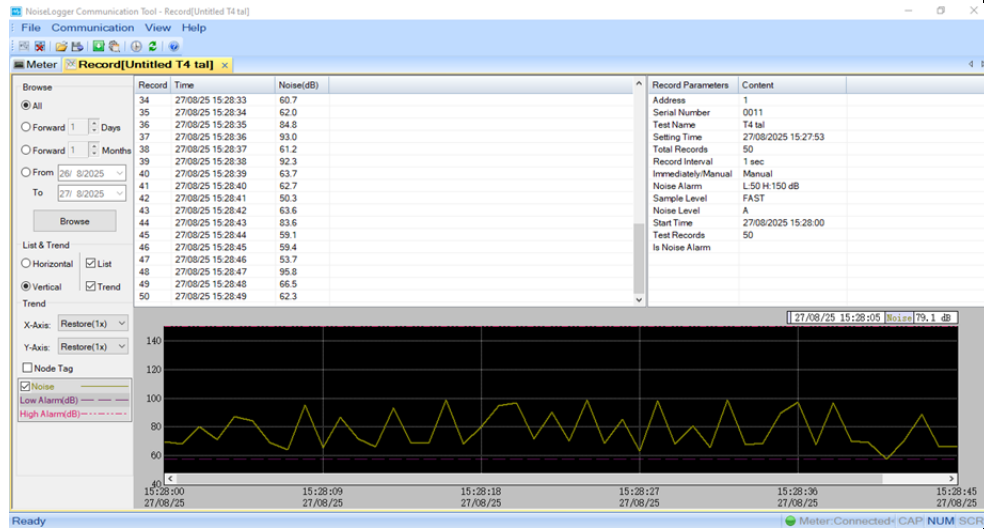 NoiseLogger Communication Tool - Record[Untitled T4 tal]
File Communication View Help
Meter Record[Untitled T4 tal] ×
Browse
All
Forward 1 Days
Forward 1 Months
From 26/ 8/2025
To 27/ 8/2025
Browse
List & Trend
Horizontal List
Vertical Trend
Trend
X-Axis: Restore(1x)
Y-Axis: Restore(1x)
Node Tag
Noise
Low Alarm(dB)
High Alarm(dB)
Record Time Noise(dB)
34 27/08/25 15:28:33 60.7
35 27/08/25 15:28:34 62.0
36 27/08/25 15:28:35 84.8
37 27/08/25 15:28:36 93.0
38 27/08/25 15:28:37 61.2
39 27/08/25 15:28:38 92.3
40 27/08/25 15:28:39 63.7
41 27/08/25 15:28:40 62.7
42 27/08/25 15:28:41 50.3
43 27/08/25 15:28:42 63.6
44 27/08/25 15:28:43 83.6
45 27/08/25 15:28:44 59.1
46 27/08/25 15:28:45 59.4
47 27/08/25 15:28:46 53.7
48 27/08/25 15:28:47 95.8
49 27/08/25 15:28:48 66.5
50 27/08/25 15:28:49 62.3
Record Parameters Content
Address 1
Serial Number 0011
Test Name T4 tal
Setting Time 27/08/2025 15:27:53
Total Records 50
Record Interval 1 sec
Immediately/Manual Manual
Noise Alarm L:50 H:150 dB
Sample Level FAST
Noise Level A
Start Time 27/08/2025 15:28:00
Test Records 50
Is Noise Alarm
27/08/25 15:28:05 Noise 79.1 dB
140
120
100
80
60
40
15:28:00 15:28:09 15:28:18 15:28:27 15:28:36 15:28:45
27/08/25 27/08/25 27/08/25 27/08/25 27/08/25 27/08/25
Ready Meter:Connected CAP NUM SCR